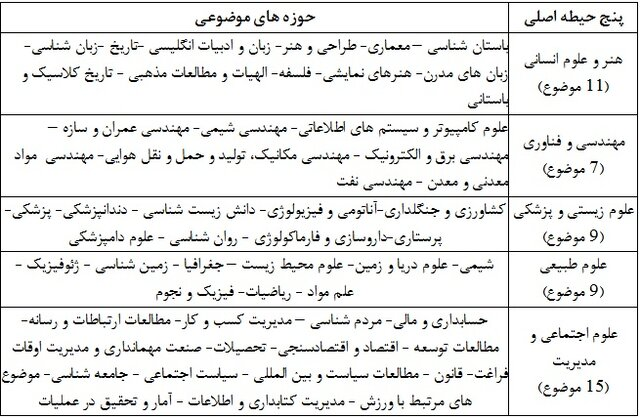 پنج حیطه اصلی
حوزه های موضوعی
هنر و علوم انسانی
(11 موضوع)
باستان شناسی – معماری- طراحی و هنر- زبان و ادبیات انگلیسی -تاریخ -زبان شناسی-
زبان های مدرن- هنرهای نمایشی- فلسفه- الهیات و مطالعات مذهبی - تاریخ کلاسیک و
باستانی
مهندسی و فناوری
(7 موضوع)
علوم کامپیوتر و سیستم های اطلاعاتی- مهندسی شیمی- مهندسی عمران و سازه –
مهندسی برق و الکترونیک - مهندسی مکانیک، تولید و حمل و نقل هوایی- مهندسی مواد
معدنی و معدن - مهندسی نفت
علوم زیستی و پزشکی
(9 موضوع)
کشاورزی و جنگلداری-آناتومی و فیزیولوژی- دانش زیست شناسی - دندانپزشکی- پزشکی-
پرستاری-داروسازی و فارماکولوژی - روان شناسی - علوم دامپزشکی
علوم طبیعی
(9 موضوع)
شیمی- علوم دریا و زمین- علوم محیط زیست – جغرافیا - زمین شناسی - ژئوفیزیک -
علم مواد - ریاضیات- فیزیک و نجوم
علوم اجتماعی و
مدیریت
(15 موضوع)
حسابداری و مالی- مردم شناسی – مدیریت کسب و کار- مطالعات ارتباطات و رسانه-
مطالعات توسعه - اقتصاد و اقتصادسنجی- تحصیلات- صنعت مهمانداری و مدیریت اوقات
فراغت- قانون - مطالعات سیاست و بین المللی - سیاست اجتماعی - جامعه شناسی- موضوع
های مرتبط با ورزش - مدیریت کتابداری و اطلاعات - آمار و تحقیق در عملیات